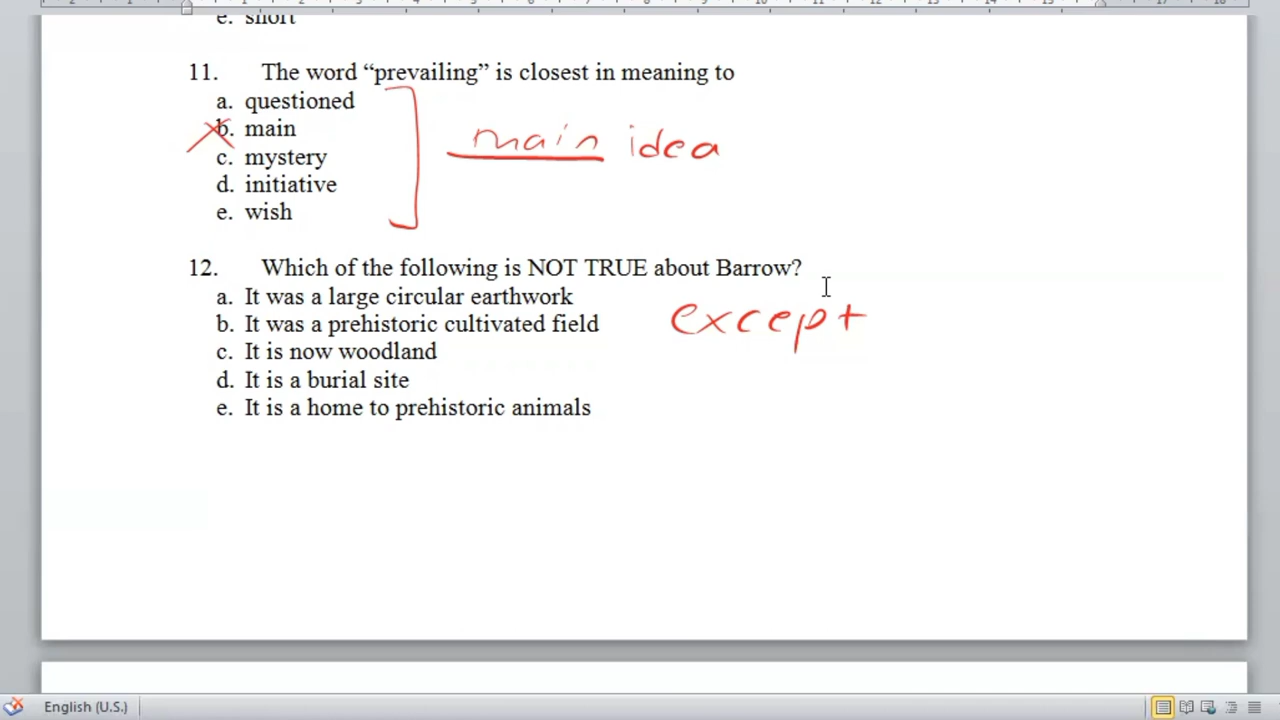 e. short
11. The word “prevailing” is closest in meaning to
a. questioned
b. main
c. mystery
d. initiative
e. wish
main idea
12. Which of the following is NOT TRUE about Barrow?
a. It was a large circular earthwork
b. It was a prehistoric cultivated field
c. It is now woodland
d. It is a burial site
e. It is a home to prehistoric animals
except
English (U.S.)